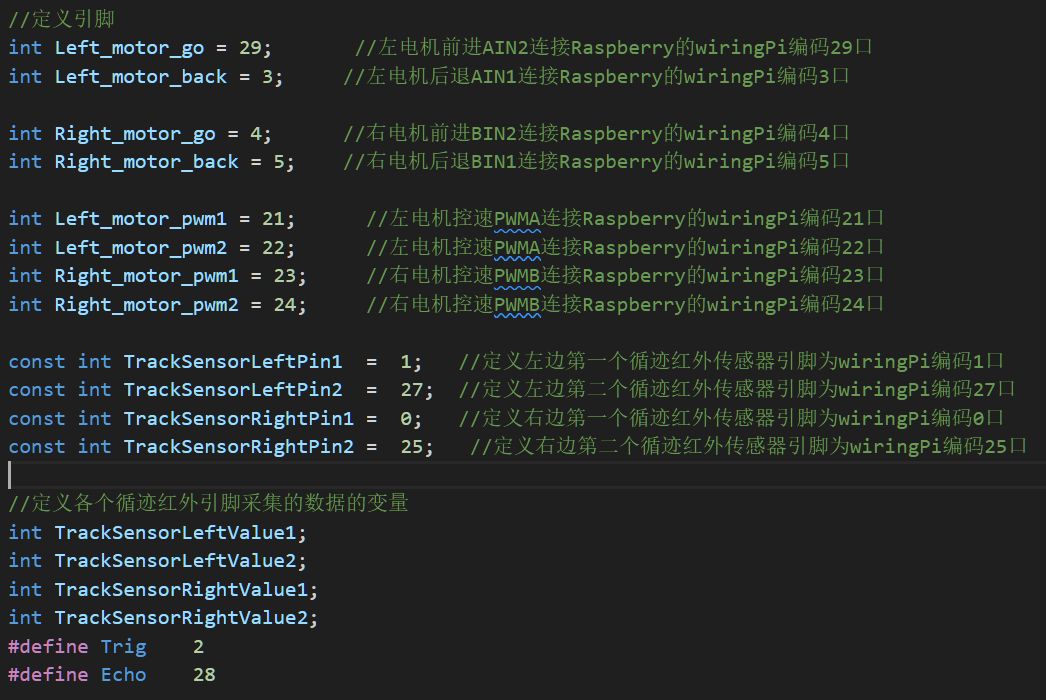 //定义引脚
int Left_motor_go = 29;       //左电机前进AIN2连接Raspberry的wiringPi编码29口
int Left_motor_back = 3;     //左电机后退AIN1连接Raspberry的wiringPi编码3口
int Right_motor_go = 4;      //右电机前进BIN2连接Raspberry的wiringPi编码4口
int Right_motor_back = 5;    //右电机后退BIN1连接Raspberry的wiringPi编码5口
int Left_motor_pwm1 = 21;      //左电机控速PWMA连接Raspberry的wiringPi编码21口
int Left_motor_pwm2 = 22;      //左电机控速PWMA连接Raspberry的wiringPi编码22口
int Right_motor_pwm1 = 23;     //右电机控速PWMB连接Raspberry的wiringPi编码23口
int Right_motor_pwm2 = 24;     //右电机控速PWMB连接Raspberry的wiringPi编码24口
const int TrackSensorLeftPin1  =  1;   //定义左边第一个循迹红外传感器引脚为wiringPi编码1口
const int TrackSensorLeftPin2  =  27;  //定义左边第二个循迹红外传感器引脚为wiringPi编码27口
const int TrackSensorRightPin1 =  0;   //定义右边第一个循迹红外传感器引脚为wiringPi编码0口
const int TrackSensorRightPin2 =  25;   //定义右边第二个循迹红外传感器引脚为wiringPi编码25口
//定义各个循迹红外引脚采集的数据的变量
int TrackSensorLeftValue1;
int TrackSensorLeftValue2;
int TrackSensorRightValue1;
int TrackSensorRightValue2;
#define Trig    2
#define Echo    28